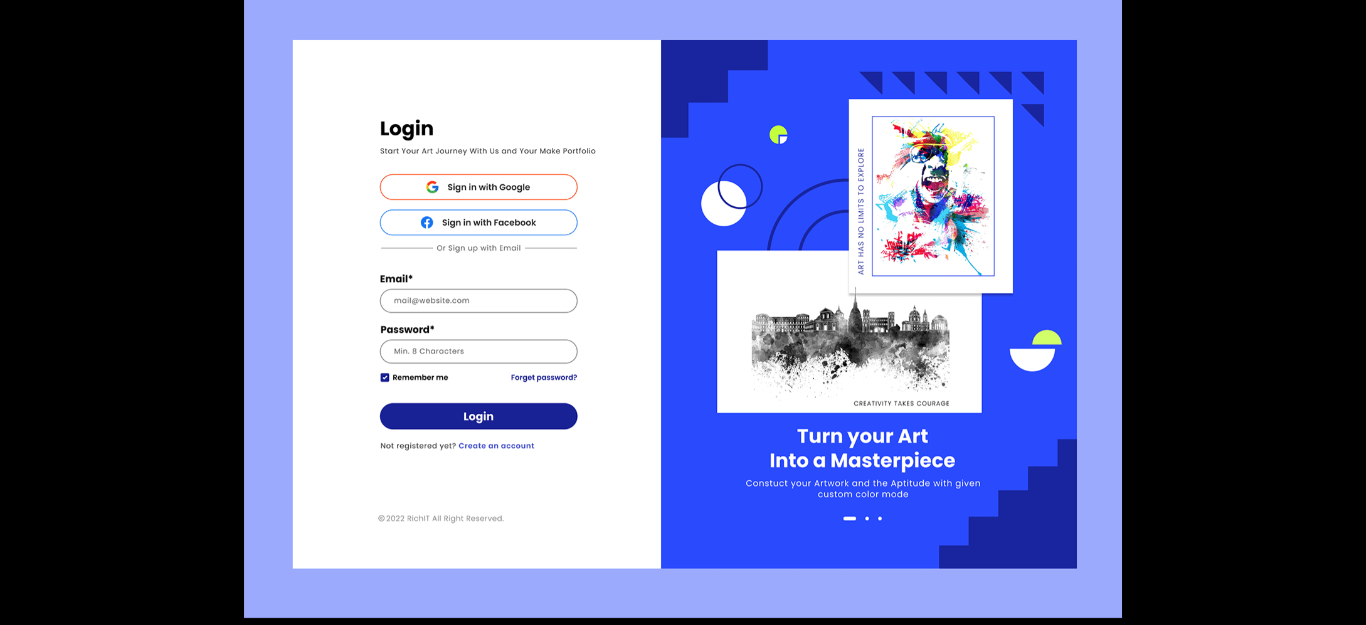 Login
Start Your Art Journey With Us and Your Make Portfolio
Sign in with Google
Sign in with Facebook
Or Sign up with Email
Email*
mail@website.com
Password*
Min. 8 Characters
Remember me
Forget password?
Login
Not registered yet? Create an account
© 2022 RichIT All Right Reserved.
ART HAS NO LIMITS TO EXPLORE
CREATIVITY TAKES COURAGE
Turn your Art
Into a Masterpiece
Constuct your Artwork and the Aptitude with given
custom color mode